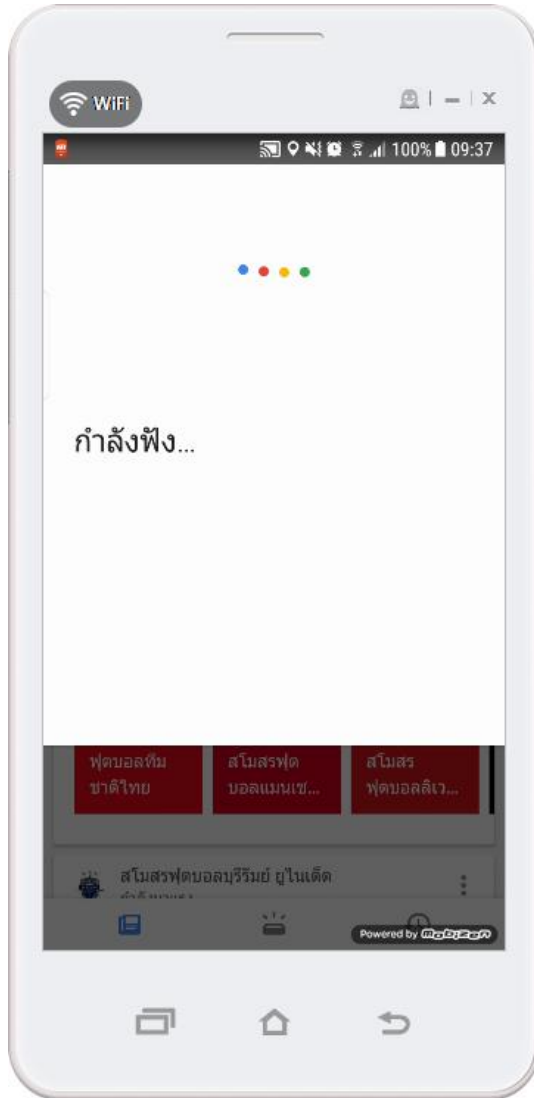 WiFi
100% 09:37
กำลังฟัง...
ฟุตบอลทีม
ชาติไทย
สโมสรฟุต
บอลแมนเช...
สโมสร
ฟุตบอลลิเว...
สโมสรฟุตบอลบุรีรัมย์ ยูไนเต็ด
Powered by Mobizen